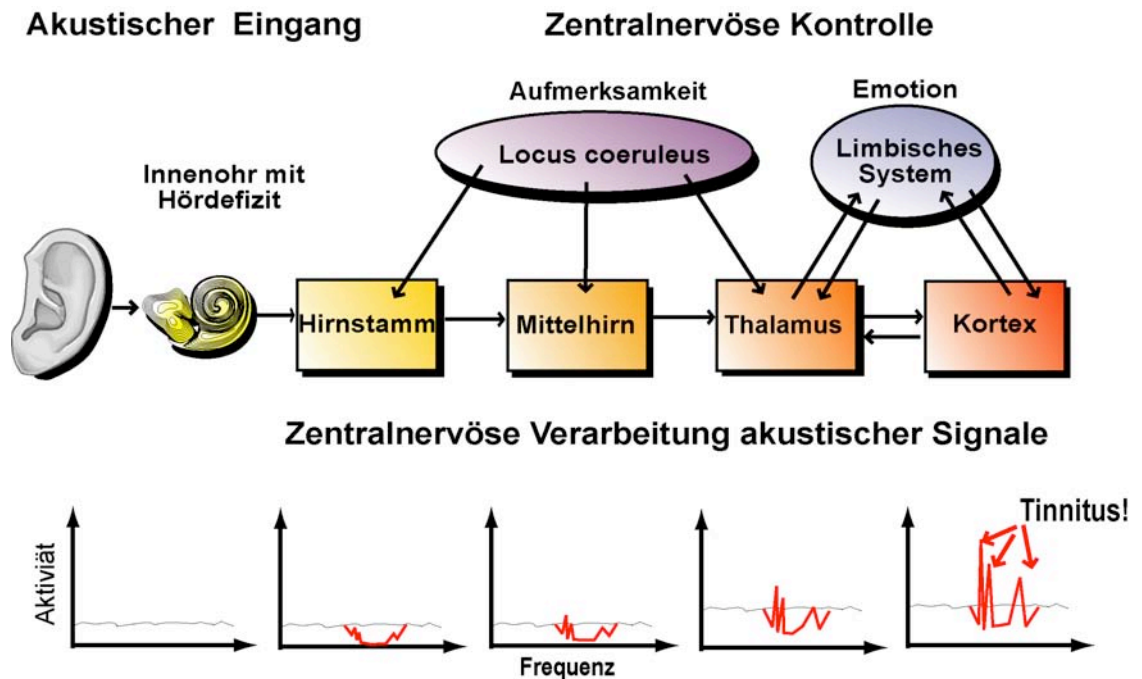 Akustischer Eingang
Zentralnervöse Kontrolle
Aufmerksamkeit
Emotion
Locus coeruleus
Limbisches
System
Innenohr mit
Hördefizit
Hirnstamm
Mittelhirn
Thalamus
Kortex
Zentralnervöse Verarbeitung akustischer Signale
Tinnitus!
Aktiviät
Frequenz